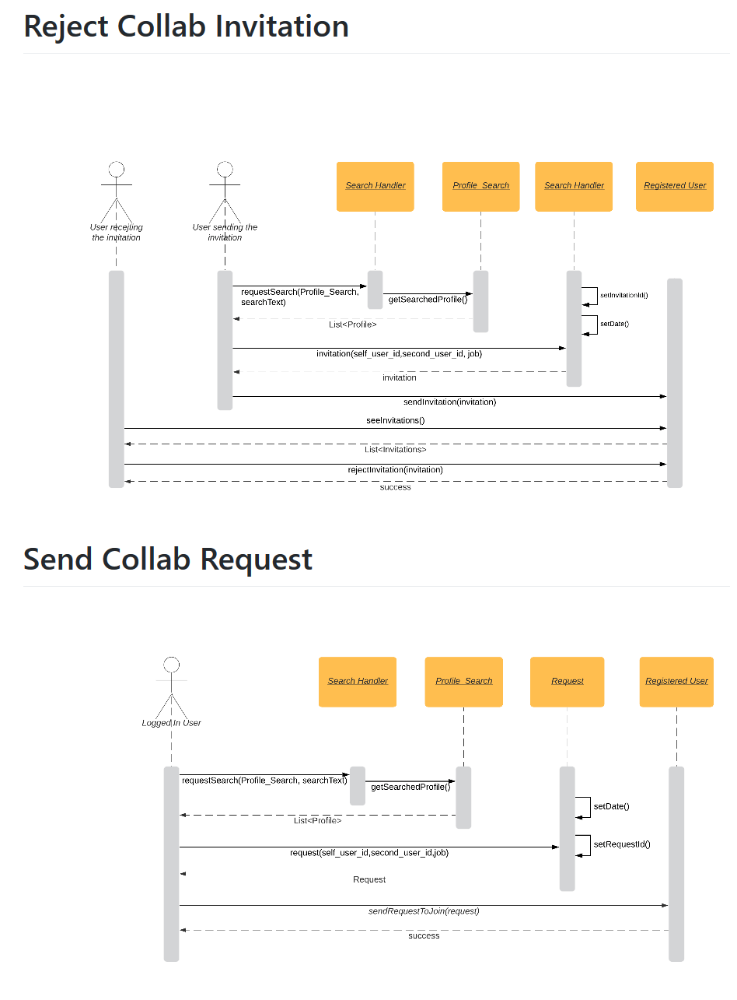 Reject Collab Invitation
User recejting
the invitation
User sending the
invitation
Search Handler
Profile_Search
Search Handler
Registered User
requestSearch(Profile_Search,
searchText)
getSearchedProfile()
setInvitationId()
List<Profile>
setDate()
invitation(self_user_id,second_user_id, job)
invitation
sendInvitation(invitation)
seeInvitations()
List<Invitations>
rejectInvitation(invitation)
success
Send Collab Request
Logged In User
Search Handler
Profile_Search
Request
Registered User
requestSearch(Profile_Search, searchText)
getSearchedProfile()
setDate()
List<Profile>
setRequestId()
request(self_user_id,second_user_id,job)
Request
sendRequestToJoin(request)
success